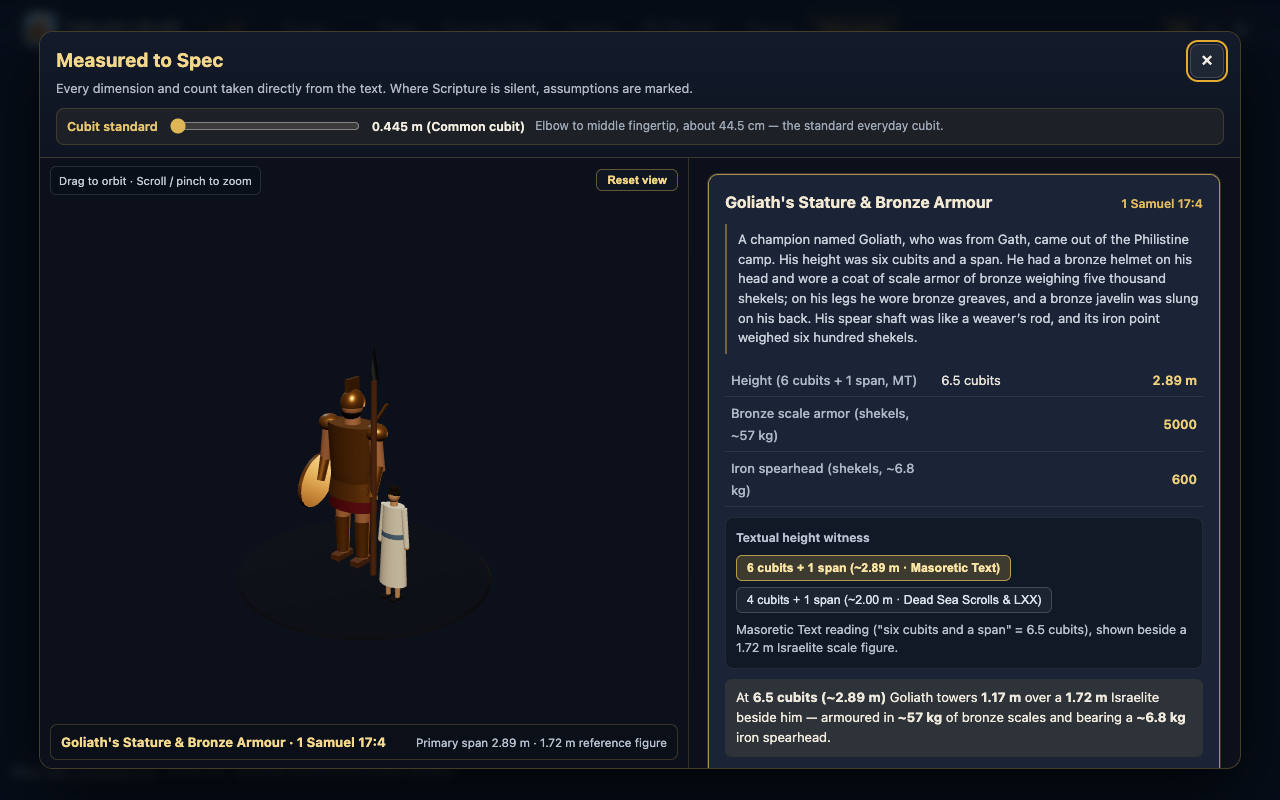 Measured to Spec
×
Every dimension and count taken directly from the text. Where Scripture is silent, assumptions are marked.
Cubit standard 0.445 m (Common cubit) Elbow to middle fingertip, about 44.5 cm — the standard everyday cubit.
Drag to orbit · Scroll / pinch to zoom
Reset view
Goliath's Stature & Bronze Armour · 1 Samuel 17:4 Primary span 2.89 m · 1.72 m reference figure
Goliath's Stature & Bronze Armour 1 Samuel 17:4
A champion named Goliath, who was from Gath, came out of the Philistine
camp. His height was six cubits and a span. He had a bronze helmet on his
head and wore a coat of scale armor of bronze weighing five thousand
shekels; on his legs he wore bronze greaves, and a bronze javelin was slung
on his back. His spear shaft was like a weaver’s rod, and its iron point
weighed six hundred shekels.
Height (6 cubits + 1 span, MT) 6.5 cubits 2.89 m
Bronze scale armor (shekels,
~57 kg) 5000
Iron spearhead (shekels, ~6.8
kg) 600
Textual height witness
6 cubits + 1 span (~2.89 m · Masoretic Text)
4 cubits + 1 span (~2.00 m · Dead Sea Scrolls & LXX)
Masoretic Text reading ("six cubits and a span" = 6.5 cubits), shown beside a
1.72 m Israelite scale figure.
At 6.5 cubits (~2.89 m) Goliath towers 1.17 m over a 1.72 m Israelite
beside him — armoured in ~57 kg of bronze scales and bearing a ~6.8 kg
iron spearhead.